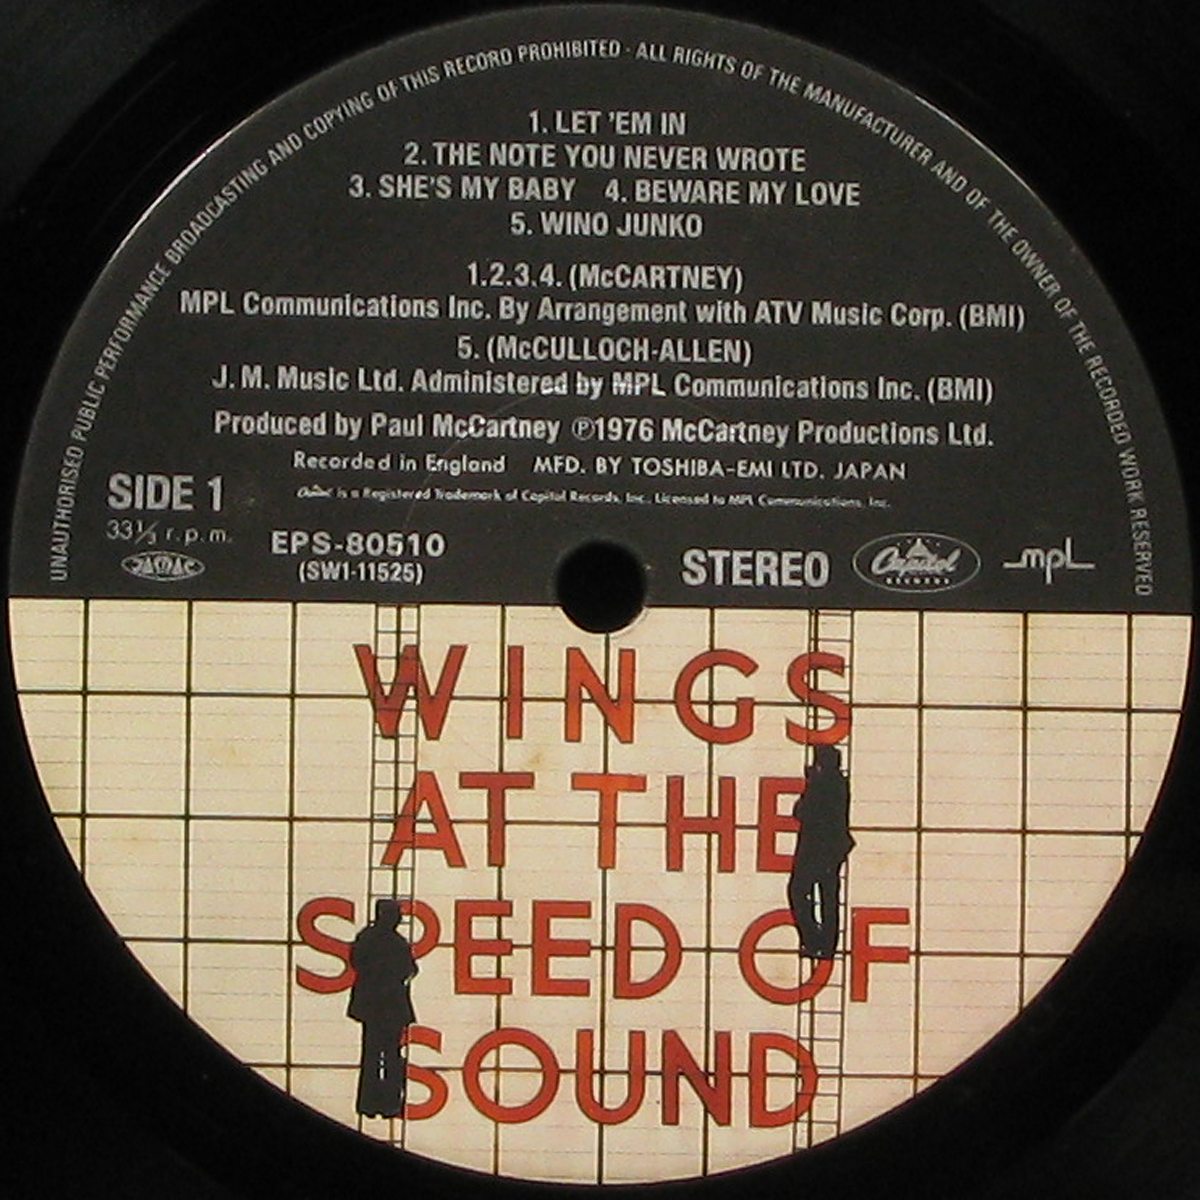 UNAUTHORISED PUBLIC PERFORMANCE BROADCASTING AND COPYING OF THIS RECORD PROHIBITED · ALL RIGHTS OF THE MANUFACTURER AND OF THE OWNER OF THE RECORDED WORK RESERVED
1. LET 'EM IN
2. THE NOTE YOU NEVER WROTE
3. SHE'S MY BABY 4. BEWARE MY LOVE
5. WINO JUNKO
1.2.3.4. (McCARTNEY)
MPL Communications Inc. By Arrangement with ATV Music Corp. (BMI)
5. (McCULLOCH-ALLEN)
J. M. Music Ltd. Administered by MPL Communications Inc. (BMI)
Produced by Paul McCartney ℗1976 McCartney Productions Ltd.
Recorded in England MFD. BY TOSHIBA-EMI LTD. JAPAN
Capitol is a Registered Trademark of Capitol Records, Inc. Licensed to MPL Communications, Inc.
SIDE 1
33⅓ r.p.m.
JASRAC
EPS-80510
(SW1-11525)
STEREO
Capitol
RECORDS
mpl
WINGS
AT THE
SPEED OF
SOUND